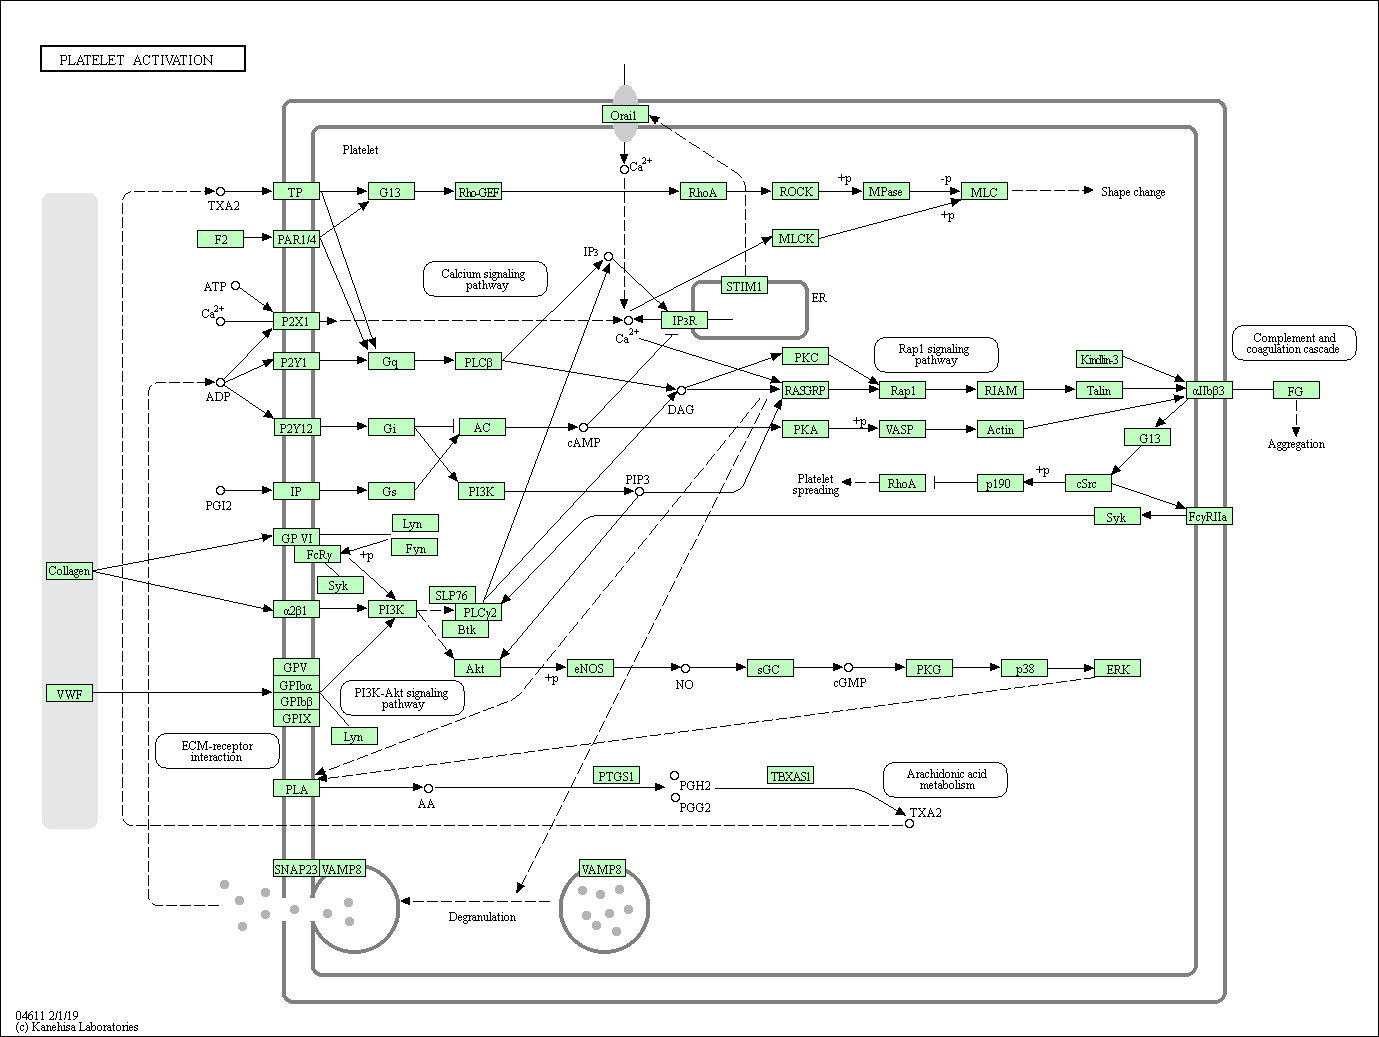 PLATELET ACTIVATION
Orai1
Platelet
Ca2+
TXA2
TP
G13
Rho-GEF
RhoA
ROCK
+p
MPase
-p
MLC
Shape change
+p
F2
PAR1/4
MLCK
IP3
Calcium signaling
pathway
ATP
Ca2+
P2X1
STIM1
ER
IP3R
Ca2+
P2Y1
Gq
PLCβ
PKC
Rap1 signaling
pathway
Kindlin-3
Complement and
coagulation cascade
ADP
DAG
RASGRP
Rap1
RIAM
Talin
αIIbβ3
FG
P2Y12
Gi
AC
cAMP
PKA
+p
VASP
Actin
G13
Aggregation
PGI2
IP
Gs
PI3K
PIP3
Platelet
spreading
RhoA
p190
+p
cSrc
Syk
FcγRIIa
GP VI
Lyn
FcRγ
+p
Fyn
Collagen
Syk
α2β1
PI3K
SLP76
PLCγ2
Btk
Akt
+p
eNOS
NO
sGC
cGMP
PKG
p38
ERK
VWF
GPV
GPIbα
GPIbβ
GPIX
PI3K-Akt signaling
pathway
Lyn
ECM-receptor
interaction
PLA
AA
PTGS1
PGH2
PGG2
TBXAS1
Arachidonic acid
metabolism
TXA2
SNAP23
VAMP8
VAMP8
Degranulation
04611 2/1/19
(c) Kanehisa Laboratories